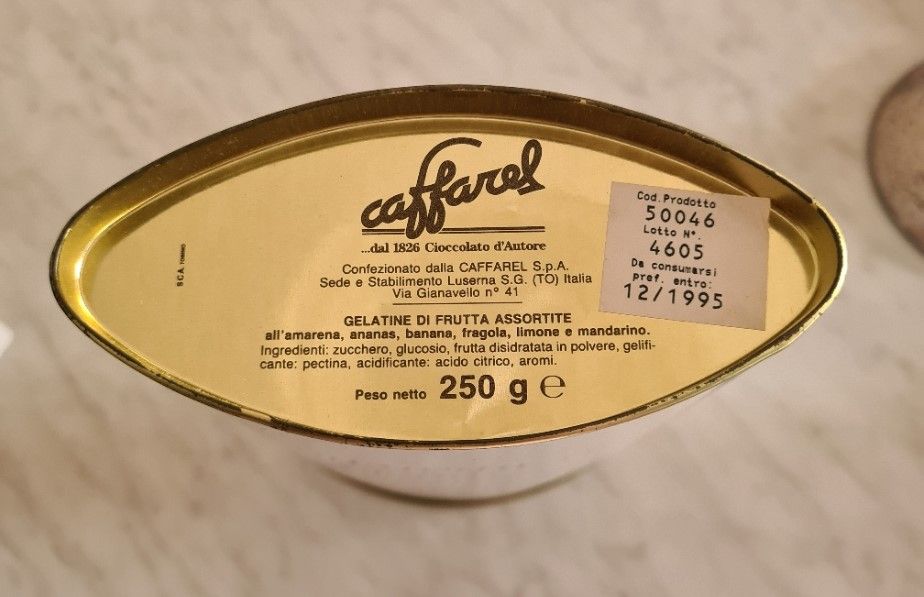 caffarel
...dal 1826 Cioccolato d'Autore
Confezionato dalla CAFFAREL S.p.A.
Sede e Stabilimento Luserna S.G. (TO) Italia
Via Gianavello n° 41
GELATINE DI FRUTTA ASSORTITE
all'amarena, ananas, banana, fragola, limone e mandarino.
Ingredienti: zucchero, glucosio, frutta disidratata in polvere, gelifi-
cante: pectina, acidificante: acido citrico, aromi.
Peso netto 250 g ℮
Cod.Prodotto
50046
Lotto N°.
4605
Da consumarsi
pref. entro:
12/1995
SCA TORINO